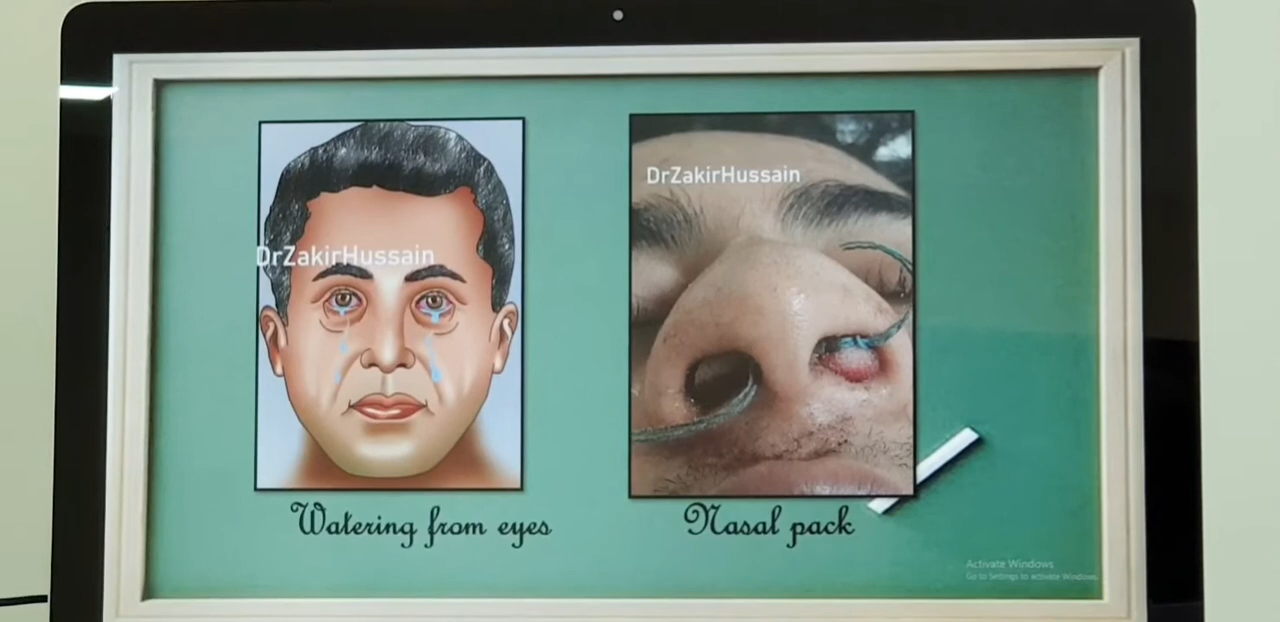 DrZakirHussain
DrZakirHussain
Watering from eyes
Nasal pack
Activate Windows
Go to Settings to activate Windows.